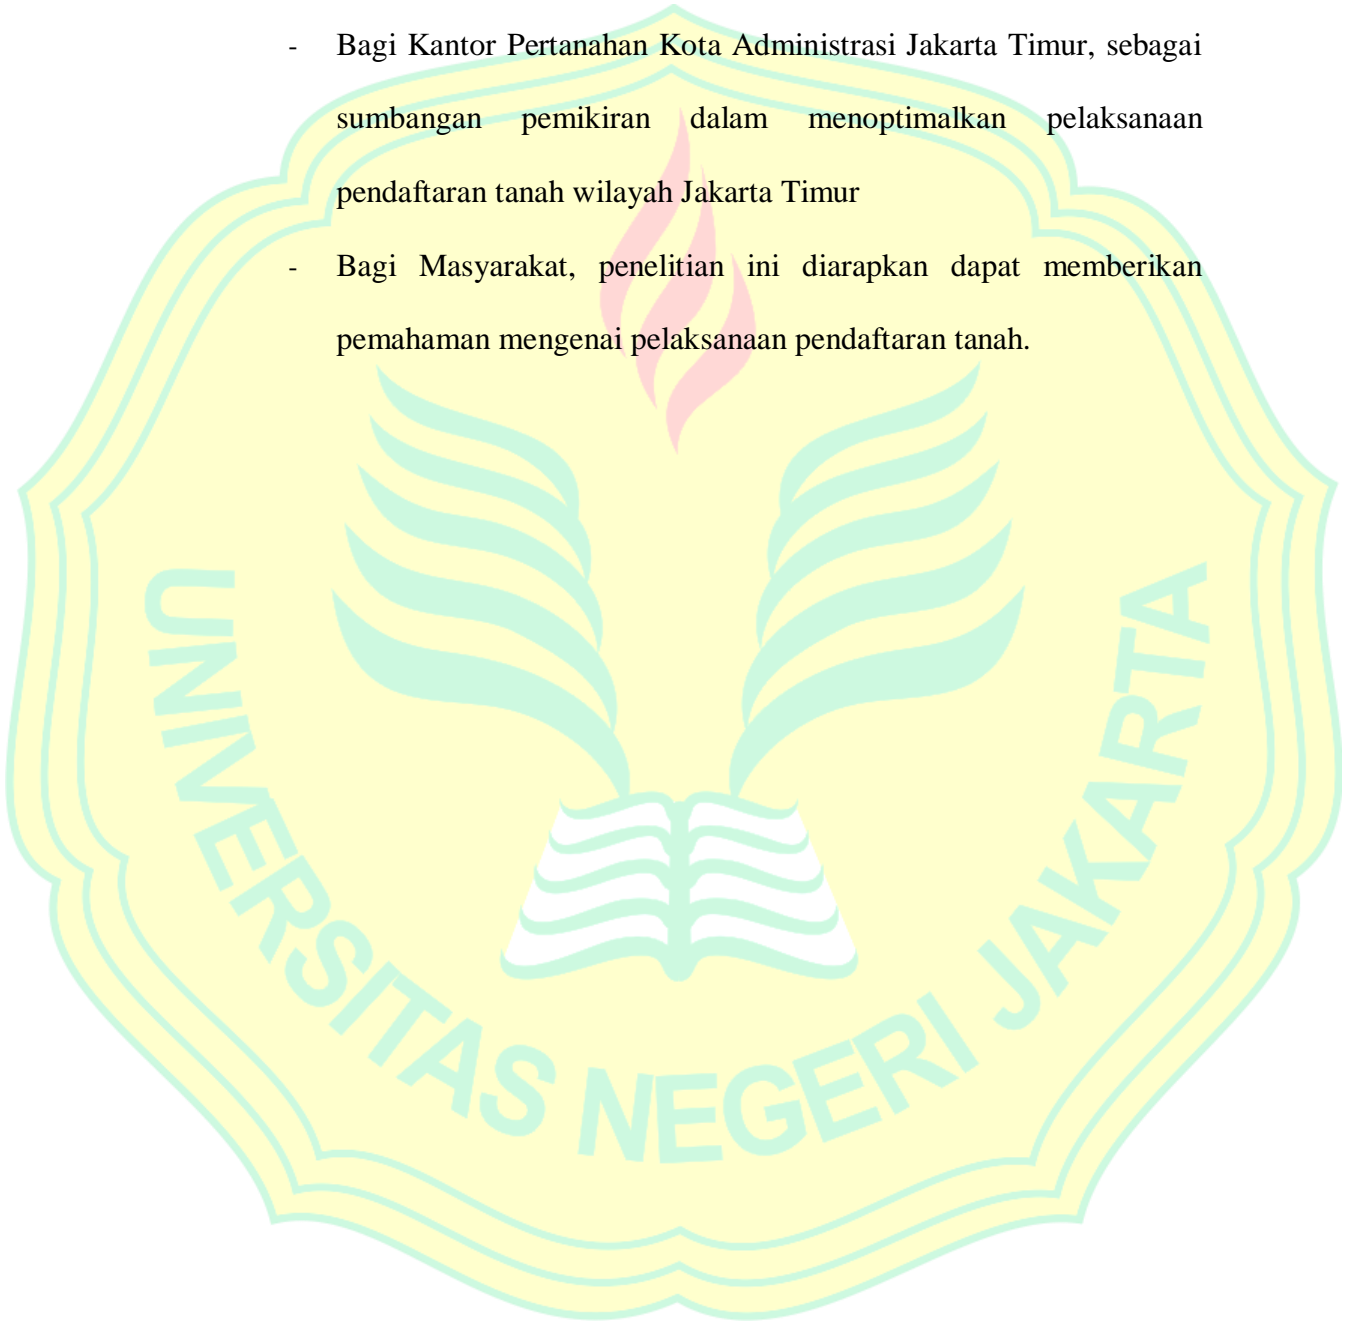 - Bagi Kantor Pertanahan Kota Administrasi Jakarta Timur, sebagai
sumbangan pemikiran dalam menoptimalkan pelaksanaan
pendaftaran tanah wilayah Jakarta Timur
- Bagi Masyarakat, penelitian ini diarapkan dapat memberikan
pemahaman mengenai pelaksanaan pendaftaran tanah.
UNIVERSITAS NEGERI JAKARTA